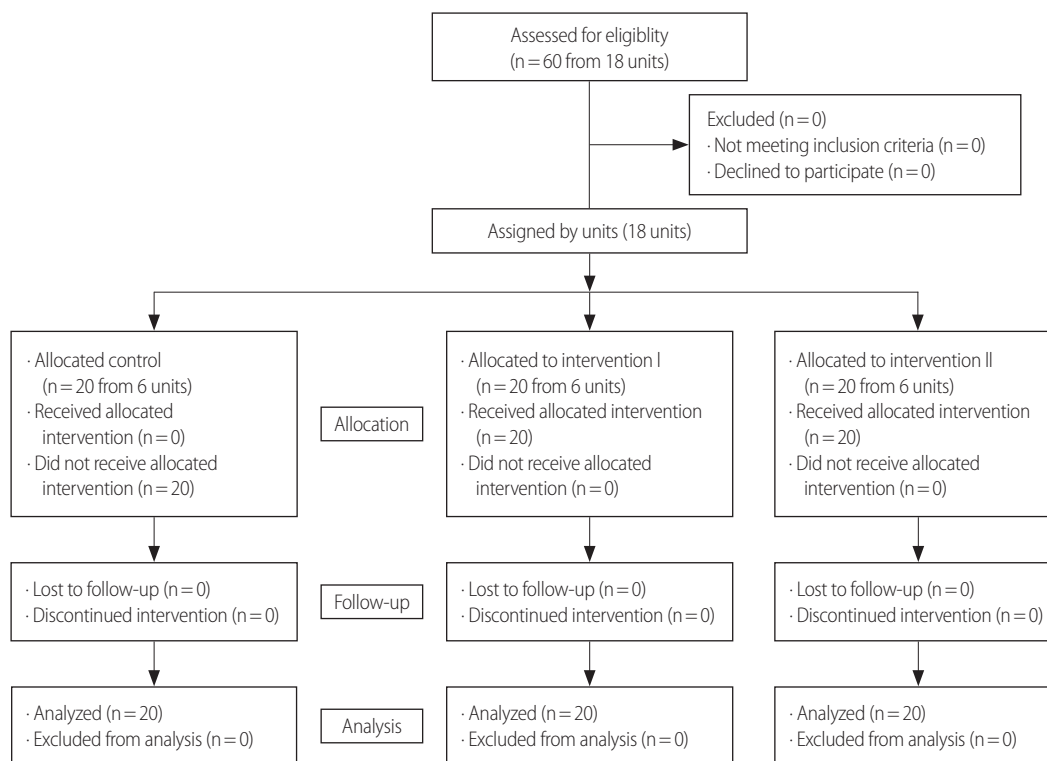 Assessed for eligiblity
(n=60 from 18 units)
Excluded (n=0)
· Not meeting inclusion criteria (n=0)
· Declined to participate (n=0)
Assigned by units (18 units)
· Allocated control
(n=20 from 6 units)
· Received allocated
intervention (n=0)
· Did not receive allocated
intervention (n=20)
Allocation
· Allocated to intervention I
(n=20 from 6 units)
· Received allocated intervention
(n=20)
· Did not receive allocated
intervention (n=0)
· Allocated to intervention II
(n=20 from 6 units)
· Received allocated intervention
(n=20)
· Did not receive allocated
intervention (n=0)
· Lost to follow-up (n=0)
· Discontinued intervention (n=0)
Follow-up
· Lost to follow-up (n=0)
· Discontinued intervention (n=0)
· Lost to follow-up (n=0)
· Discontinued intervention (n=0)
· Analyzed (n=20)
· Excluded from analysis (n=0)
Analysis
· Analyzed (n=20)
· Excluded from analysis (n=0)
· Analyzed (n=20)
· Excluded from analysis (n=0)